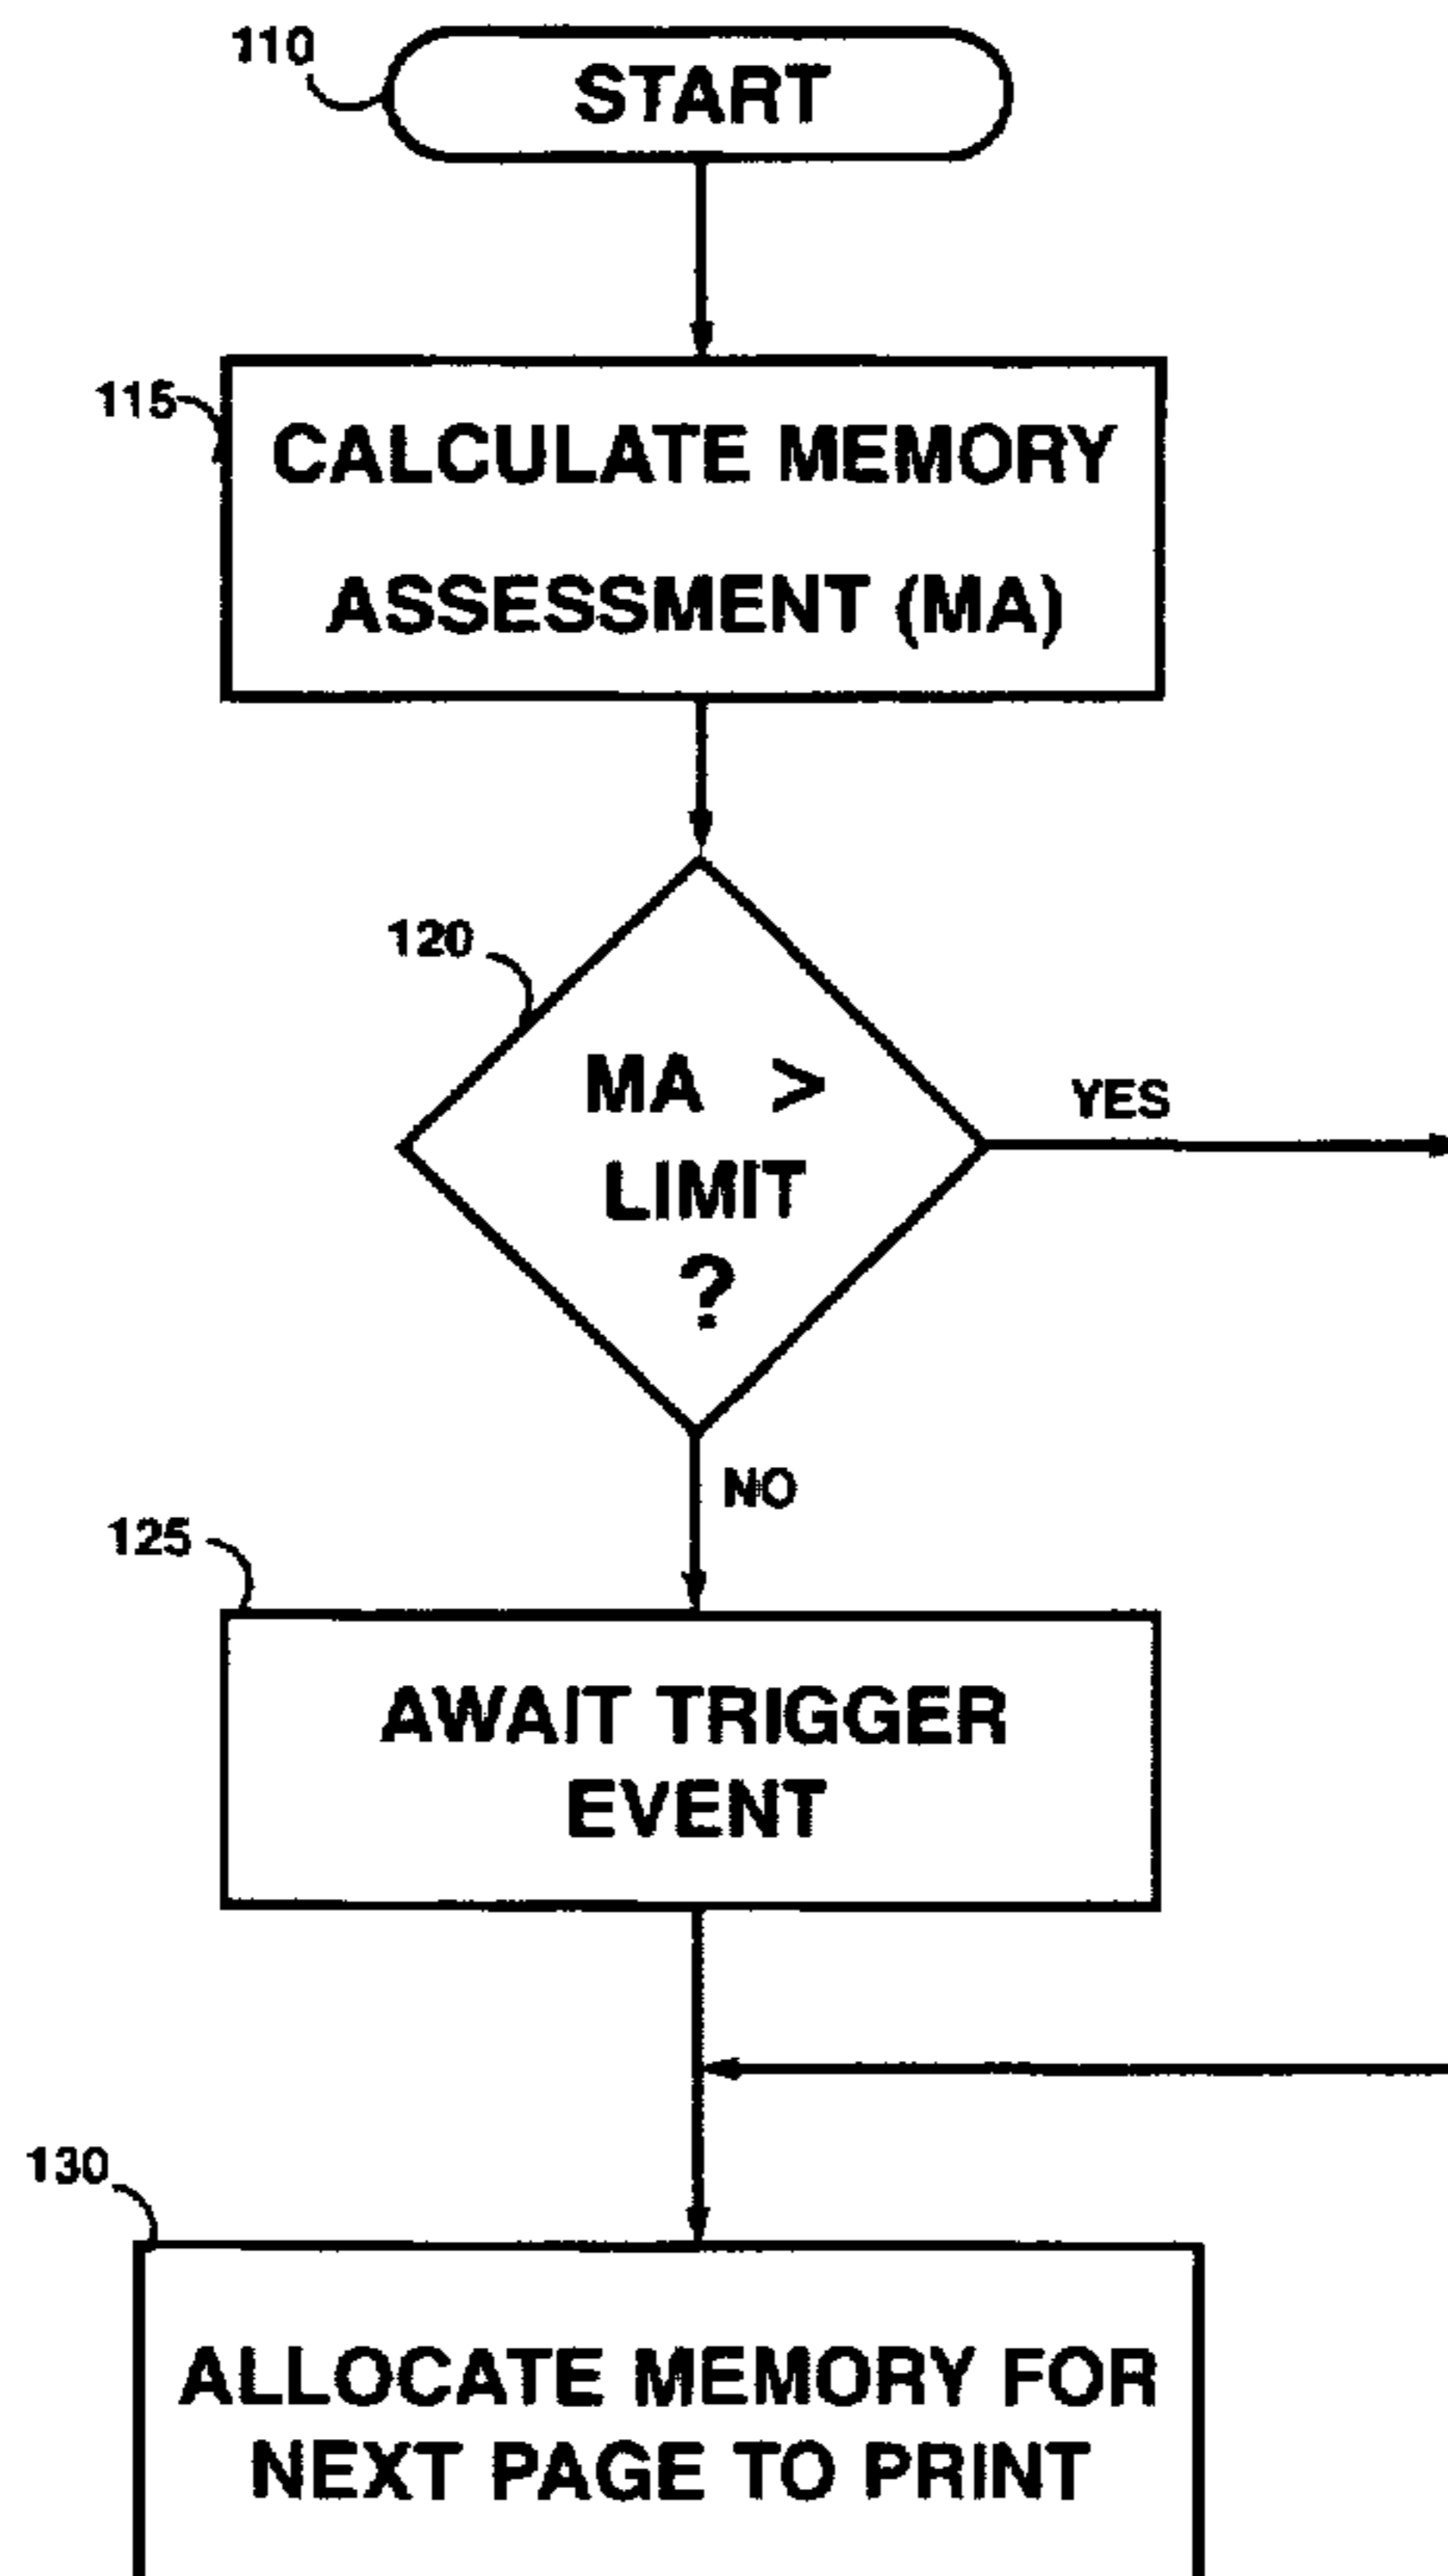 110
START
115
CALCULATE MEMORY
ASSESSMENT (MA)
120
MA >
LIMIT
?
YES
NO
125
AWAIT TRIGGER
EVENT
130
ALLOCATE MEMORY FOR
NEXT PAGE TO PRINT